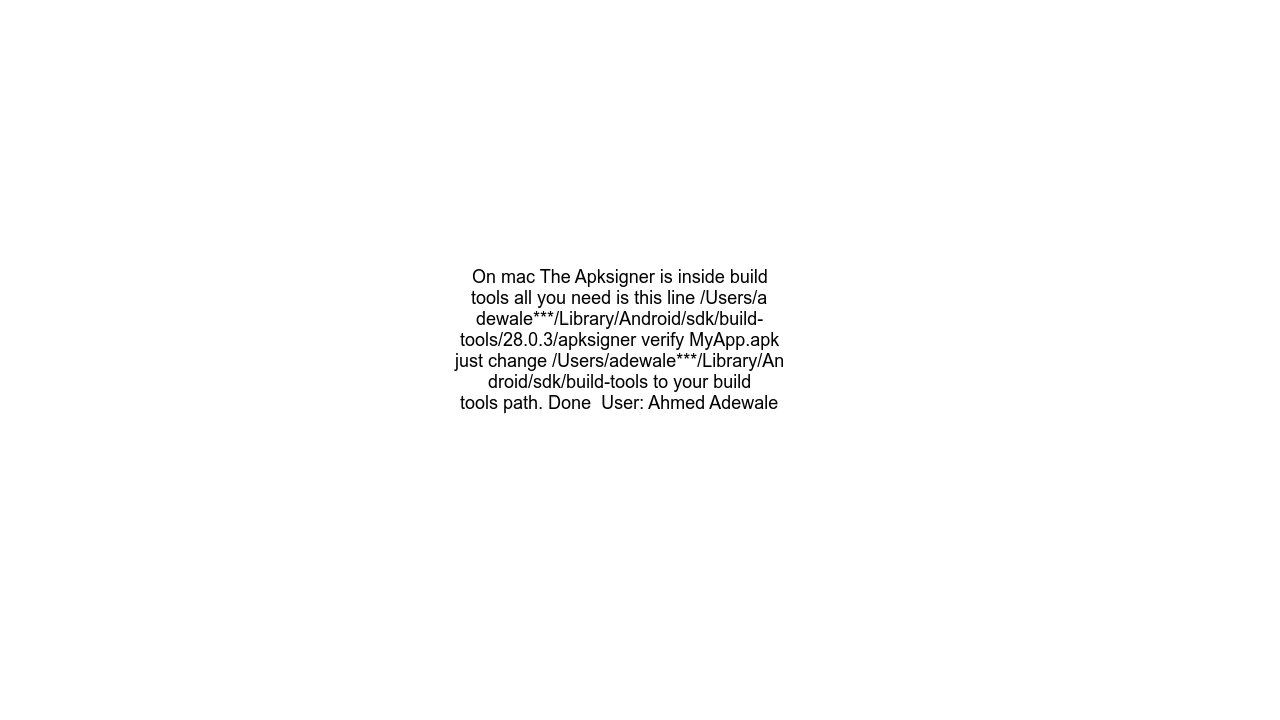 On mac The Apksigner is inside build
tools all you need is this line /Users/a
dewale***/Library/Android/sdk/build-
tools/28.0.3/apksigner verify MyApp.apk
just change /Users/adewale***/Library/An
droid/sdk/build-tools to your build
tools path. Done  User: Ahmed Adewale